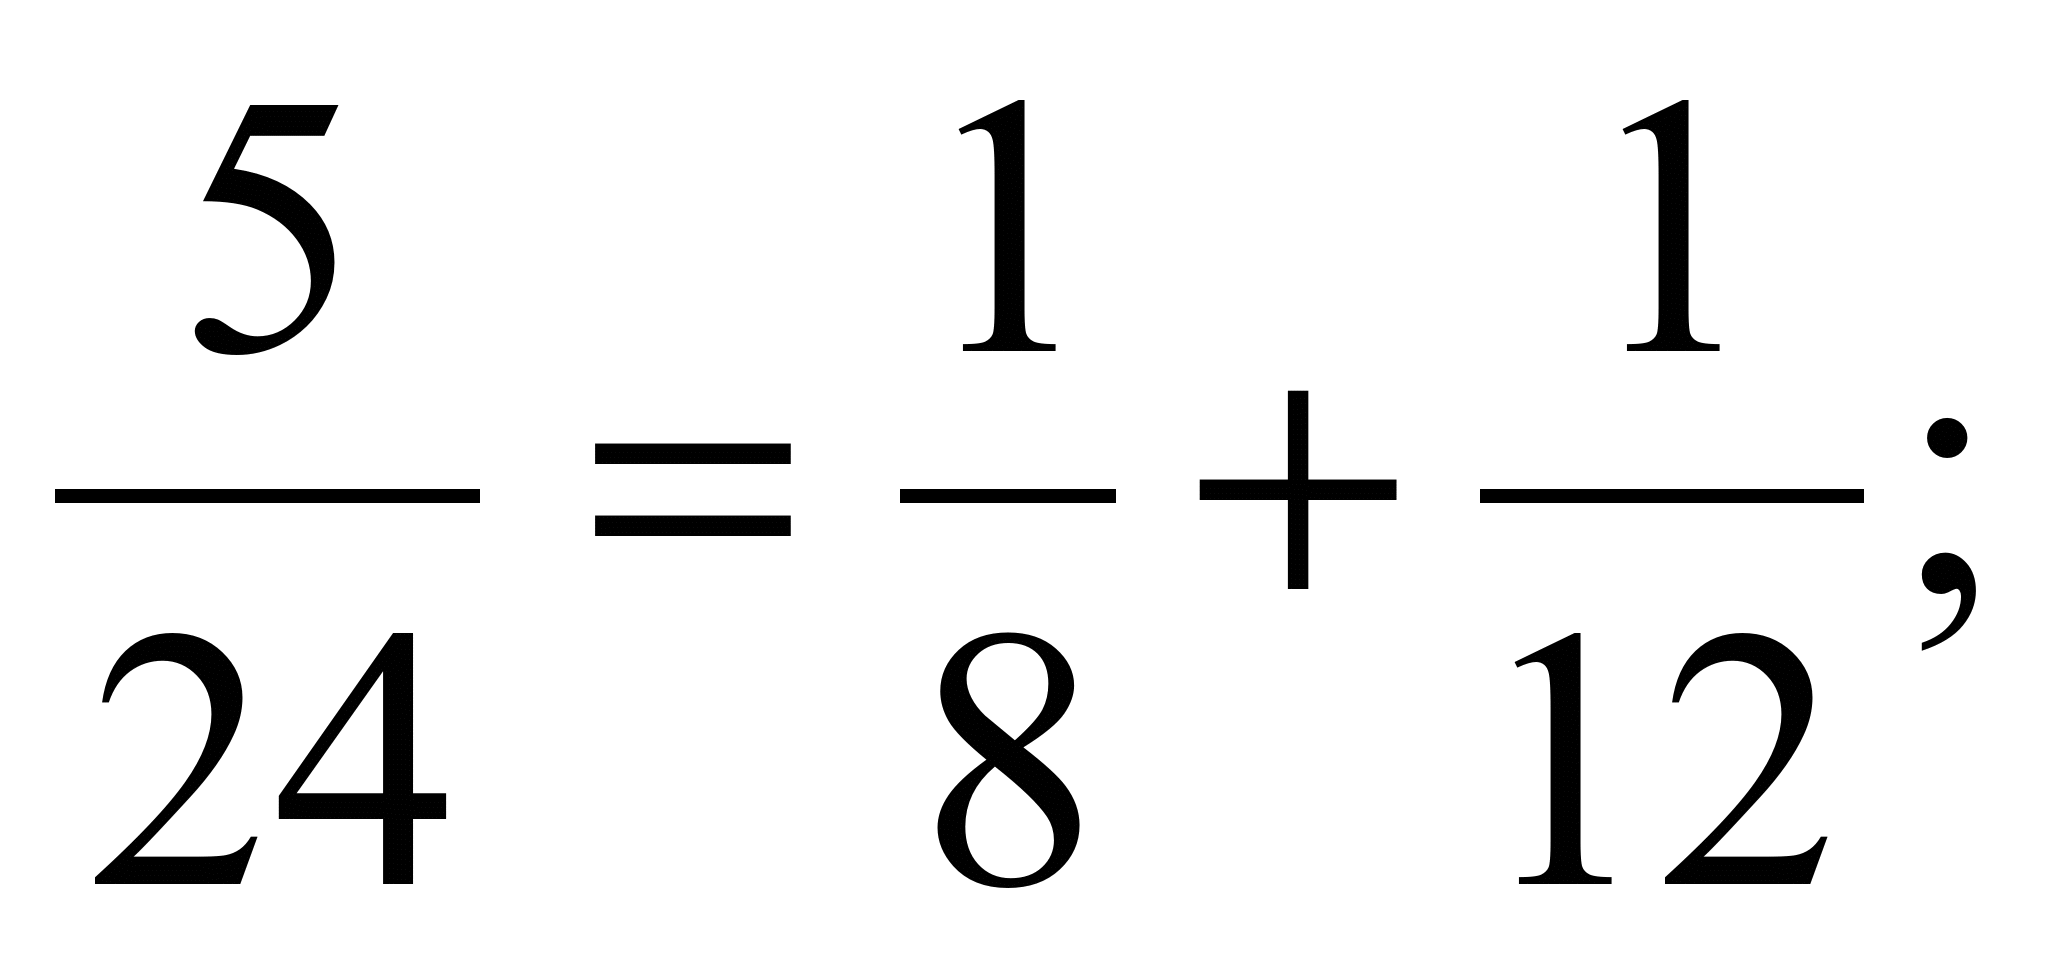 5/24 = 1/8 + 1/12;